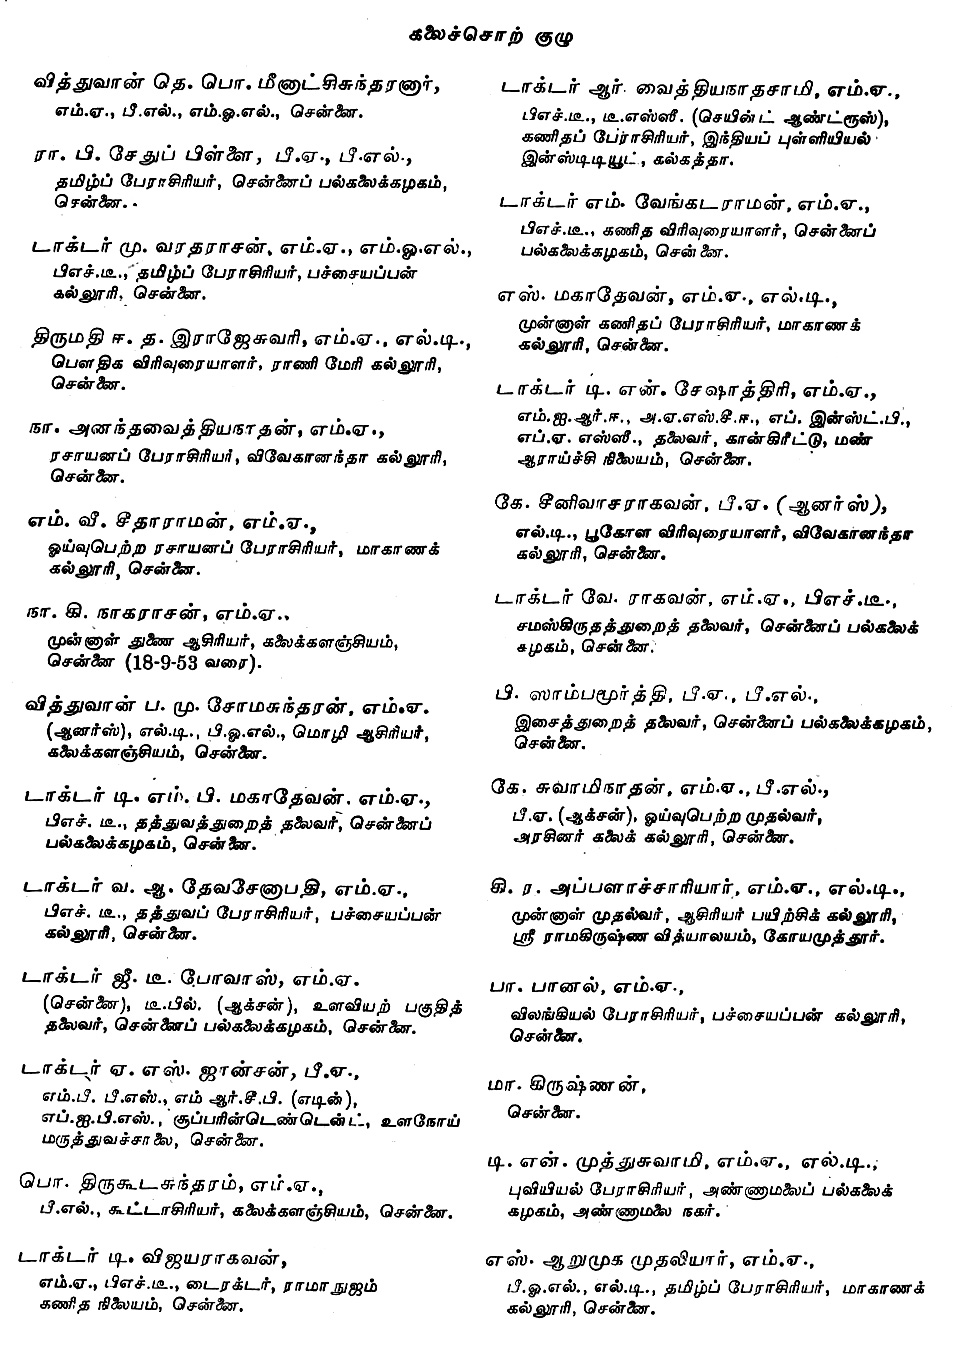 கலைச்சொற் குழு
வித்துவான் தெ. பொ. மீனாட்சிசுந்தரனார்,
எம்.ஏ., பீ.எல்., எம்.ஓ.எல்., சென்னை.
ரா. பி. சேதுப் பிள்ளை, பீ.ஏ., பீ.எல்.,
தமிழ்ப் பேராசிரியர், சென்னைப் பல்கலைக்கழகம்,
சென்னை.
டாக்டர் மு. வரதராசன், எம்.ஏ., எம்.ஓ.எல்.,
பிஎச்.டீ., தமிழ்ப் பேராசிரியர், பச்சையப்பன்
கல்லூரி, சென்னை.
திருமதி ஈ. த. இராஜேசுவரி, எம்.ஏ., எல்.டி.,
பௌதிக விரிவுரையாளர், ராணி மேரி கல்லூரி,
சென்னை.
நா. அனந்தவைத்தியநாதன், எம்.ஏ.,
ரசாயனப் பேராசிரியர், விவேகானந்தா கல்லூரி,
சென்னை.
எம். வீ. சீதாராமன், எம்.ஏ.,
ஓய்வுபெற்ற ரசாயனப் பேராசிரியர், மாகாணக்
கல்லூரி, சென்னை.
நா. கி. நாகராசன், எம்.ஏ.,
முன்னாள் துணை ஆசிரியர், கலைக்களஞ்சியம்,
சென்னை (18-9-53 வரை).
வித்துவான் ப. மு. சோமசுந்தரன், எம்.ஏ.
(ஆனர்ஸ்), எல்.டி., பி.ஓ.எல்., மொழி ஆசிரியர்,
கலைக்களஞ்சியம், சென்னை.
டாக்டர் டி. எம். பி. மகாதேவன், எம்.ஏ.,
பிஎச். டீ., தத்துவத்துறைத் தலைவர், சென்னைப்
பல்கலைக்கழகம், சென்னை.
டாக்டர் வ. ஆ. தேவசேனாபதி, எம்.ஏ.,
பிஎச். டீ., தத்துவப் பேராசிரியர், பச்சையப்பன்
கல்லூரி, சென்னை.
டாக்டர் ஜீ. டீ. போவாஸ், எம்.ஏ.
(சென்னை), டீ.பில். (ஆக்சன்), உளவியற் பகுதித்
தலைவர், சென்னைப் பல்கலைக்கழகம், சென்னை.
டாக்டர் ஏ. எஸ். ஜான்சன், பீ.ஏ.,
எம்.பீ. பீ.எஸ்., எம் ஆர்.சீ.பி. (எடின்),
எப்.ஐ.பி.எஸ்., சூப்பரின்டெண்டென்ட், உளநோய்
மருத்துவச்சாலை, சென்னை.
பொ. திருகூடசுந்தரம், எம்.ஏ.,
பீ.எல்., கூட்டாசிரியர், கலைக்களஞ்சியம், சென்னை.
டாக்டர் டி. விஜயராகவன்,
எம்.ஏ., பிஎச்.டீ., டைரக்டர், ராமாநுஜம்
கணித நிலையம், சென்னை.
டாக்டர் ஆர். வைத்தியநாதசாமி, எம்.ஏ.,
பிஎச்.டீ., டீ.எஸ்ஸீ. (செயின்ட் ஆண்ட்ரூஸ்),
கணிதப் பேராசிரியர், இந்தியப் புள்ளியியல்
இன்ஸ்டிடியூட், கல்கத்தா.
டாக்டர் எம். வேங்கடராமன், எம்.ஏ.,
பிஎச்.டீ., கணித விரிவுரையாளர், சென்னைப்
பல்கலைக்கழகம், சென்னை.
எஸ். மகாதேவன், எம்.ஏ., எல்.டி.,
முன்னாள் கணிதப் பேராசிரியர், மாகாணக்
கல்லூரி, சென்னை.
டாக்டர் டி. என். சேஷாத்திரி, எம்.ஏ.,
எம்.ஐ.ஆர்.ஈ., அ.ஏ.எஸ்.சீ.ஈ., எப். இன்ஸ்ட்.பி.,
எப்.ஏ. எஸ்ஸீ., தலைவர், கான்கிரீட்டு, மண்
ஆராய்ச்சி நிலையம், சென்னை.
கே. சீனிவாசராகவன், பீ.ஏ. (ஆனர்ஸ்),
எல்.டி., பூகோள விரிவுரையாளர், விவேகானந்தா
கல்லூரி, சென்னை.
டாக்டர் வே. ராகவன், எம்.ஏ., பிஎச்.டீ.,
சமஸ்கிருதத்துறைத் தலைவர், சென்னைப் பல்கலைக்
கழகம், சென்னை.
பி. ஸாம்பமூர்த்தி, பீ.ஏ., பீ.எல்.,
இசைத்துறைத் தலைவர், சென்னைப் பல்கலைக்கழகம்,
சென்னை.
கே. சுவாமிநாதன், எம்.ஏ., பீ.எல்.,
பீ.ஏ. (ஆக்சன்), ஓய்வுபெற்ற முதல்வர்,
அரசினர் கலைக் கல்லூரி, சென்னை.
கி. ர. அப்பளாச்சாரியார், எம்.ஏ., எல்.டி.,
முன்னாள் முதல்வர், ஆசிரியர் பயிற்சிக் கல்லூரி,
ஸ்ரீ ராமகிருஷ்ண வித்யாலயம், கோயமுத்தூர்.
பா. பானல், எம்.ஏ.,
விலங்கியல் பேராசிரியர், பச்சையப்பன் கல்லூரி,
சென்னை.
மா. கிருஷ்ணன்,
சென்னை.
டி. என். முத்துசுவாமி, எம்.ஏ., எல்.டி.,
புவியியல் பேராசிரியர், அண்ணாமலைப் பல்கலைக்
கழகம், அண்ணாமலை நகர்.
எஸ். ஆறுமுக முதலியார், எம்.ஏ.,
பீ.ஓ.எல்., எல்.டி., தமிழ்ப் பேராசிரியர், மாகாணக்
கல்லூரி, சென்னை.